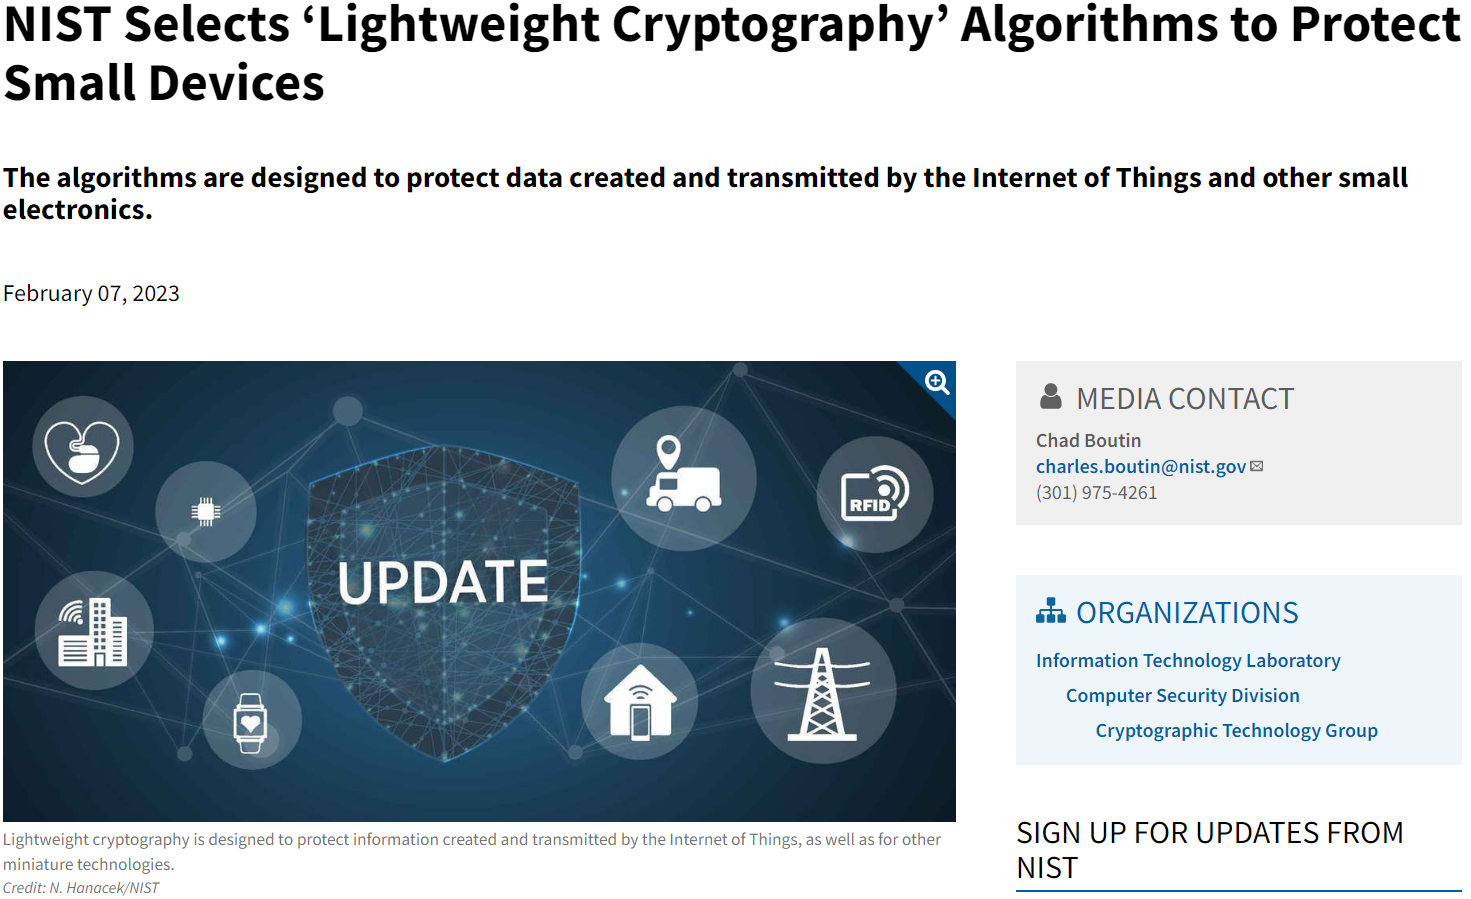 NIST Selects ‘Lightweight Cryptography’ Algorithms to Protect
Small Devices
The algorithms are designed to protect data created and transmitted by the Internet of Things and other small
electronics.
February 07, 2023
UPDATE
RFID
Lightweight cryptography is designed to protect information created and transmitted by the Internet of Things, as well as for other
miniature technologies.
Credit: N. Hanacek/NIST
MEDIA CONTACT
Chad Boutin
charles.boutin@nist.gov
(301) 975-4261
ORGANIZATIONS
Information Technology Laboratory
Computer Security Division
Cryptographic Technology Group
SIGN UP FOR UPDATES FROM
NIST